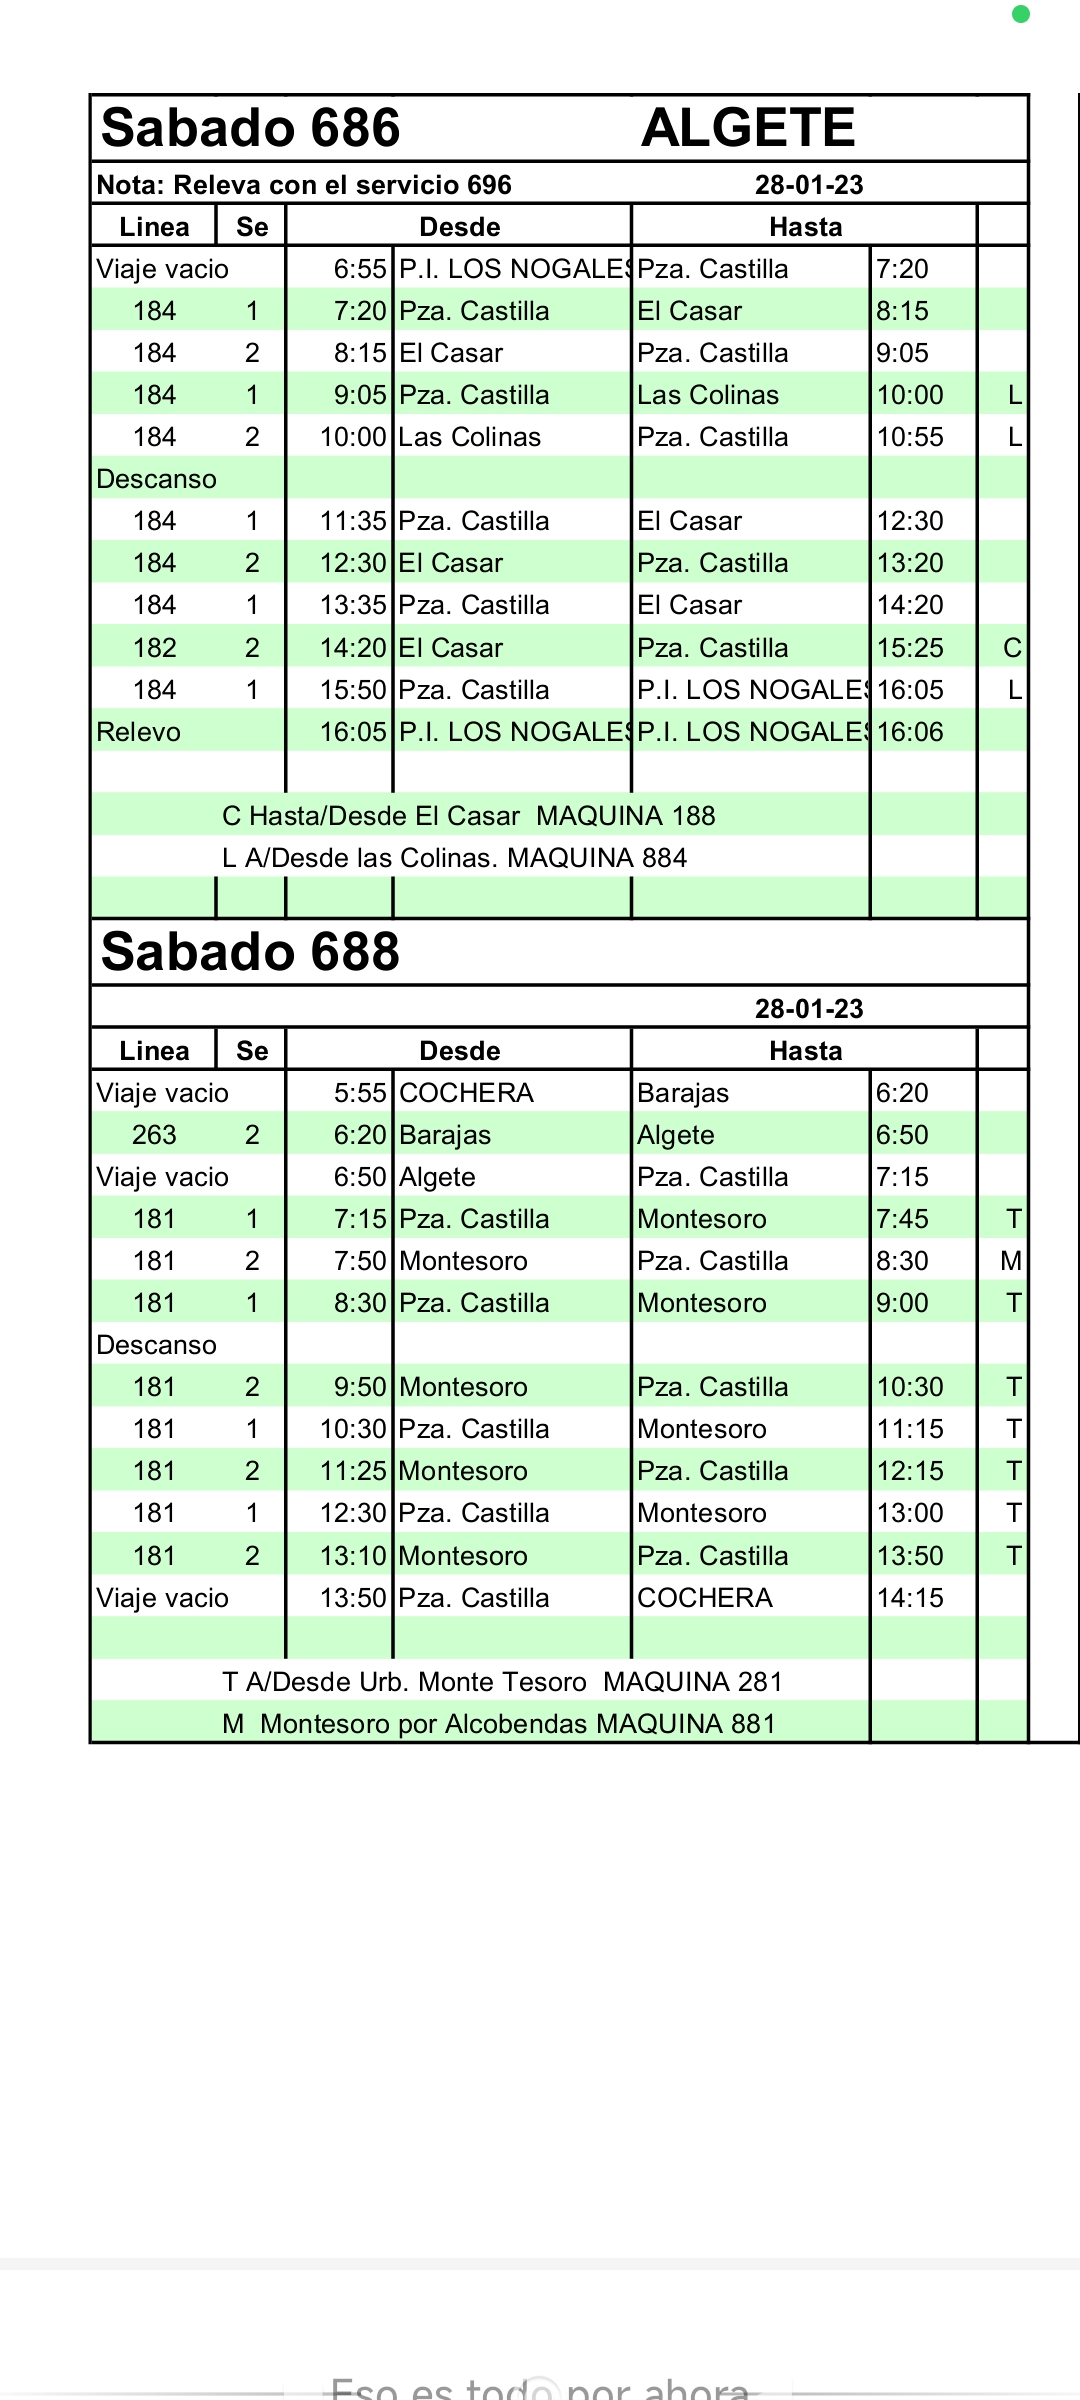 Sabado 686 ALGETE
Nota: Releva con el servicio 696 28-01-23
Linea Se Desde Hasta
Viaje vacio 6:55 P.I. LOS NOGALES Pza. Castilla 7:20
184 1 7:20 Pza. Castilla El Casar 8:15
184 2 8:15 El Casar Pza. Castilla 9:05
184 1 9:05 Pza. Castilla Las Colinas 10:00 L
184 2 10:00 Las Colinas Pza. Castilla 10:55 L
Descanso
184 1 11:35 Pza. Castilla El Casar 12:30
184 2 12:30 El Casar Pza. Castilla 13:20
184 1 13:35 Pza. Castilla El Casar 14:20
182 2 14:20 El Casar Pza. Castilla 15:25 C
184 1 15:50 Pza. Castilla P.I. LOS NOGALES 16:05 L
Relevo 16:05 P.I. LOS NOGALES P.I. LOS NOGALES 16:06
C Hasta/Desde El Casar MAQUINA 188
L A/Desde las Colinas. MAQUINA 884
Sabado 688
28-01-23
Linea Se Desde Hasta
Viaje vacio 5:55 COCHERA Barajas 6:20
263 2 6:20 Barajas Algete 6:50
Viaje vacio 6:50 Algete Pza. Castilla 7:15
181 1 7:15 Pza. Castilla Montesoro 7:45 T
181 2 7:50 Montesoro Pza. Castilla 8:30 M
181 1 8:30 Pza. Castilla Montesoro 9:00 T
Descanso
181 2 9:50 Montesoro Pza. Castilla 10:30 T
181 1 10:30 Pza. Castilla Montesoro 11:15 T
181 2 11:25 Montesoro Pza. Castilla 12:15 T
181 1 12:30 Pza. Castilla Montesoro 13:00 T
181 2 13:10 Montesoro Pza. Castilla 13:50 T
Viaje vacio 13:50 Pza. Castilla COCHERA 14:15
T A/Desde Urb. Monte Tesoro MAQUINA 281
M Montesoro por Alcobendas MAQUINA 881
Eso es todo por ahora